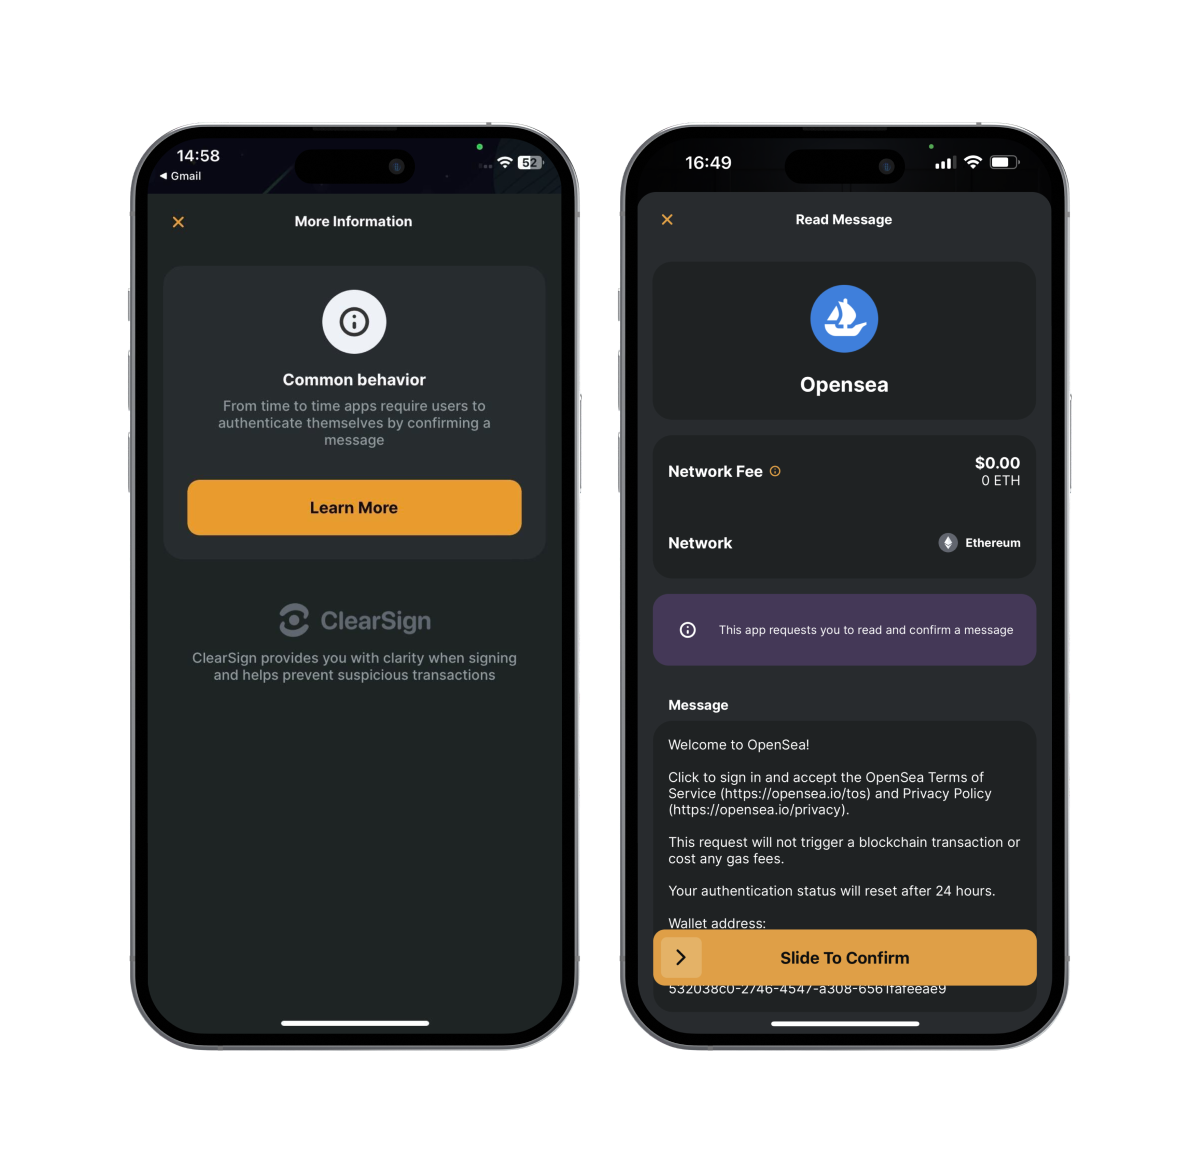 14:58
◀ Gmail
52
More Information
Common behavior
From time to time apps require users to
authenticate themselves by confirming a
message
Learn More
ClearSign
ClearSign provides you with clarity when signing
and helps prevent suspicious transactions
16:49
Read Message
Opensea
Network Fee
$0.00
0 ETH
Network
Ethereum
This app requests you to read and confirm a message
Message
Welcome to OpenSea!
Click to sign in and accept the OpenSea Terms of
Service (https://opensea.io/tos) and Privacy Policy
(https://opensea.io/privacy).
This request will not trigger a blockchain transaction or
cost any gas fees.
Your authentication status will reset after 24 hours.
Wallet address:
Slide To Confirm
532038c0-2746-4547-a308-6561fafeeae9